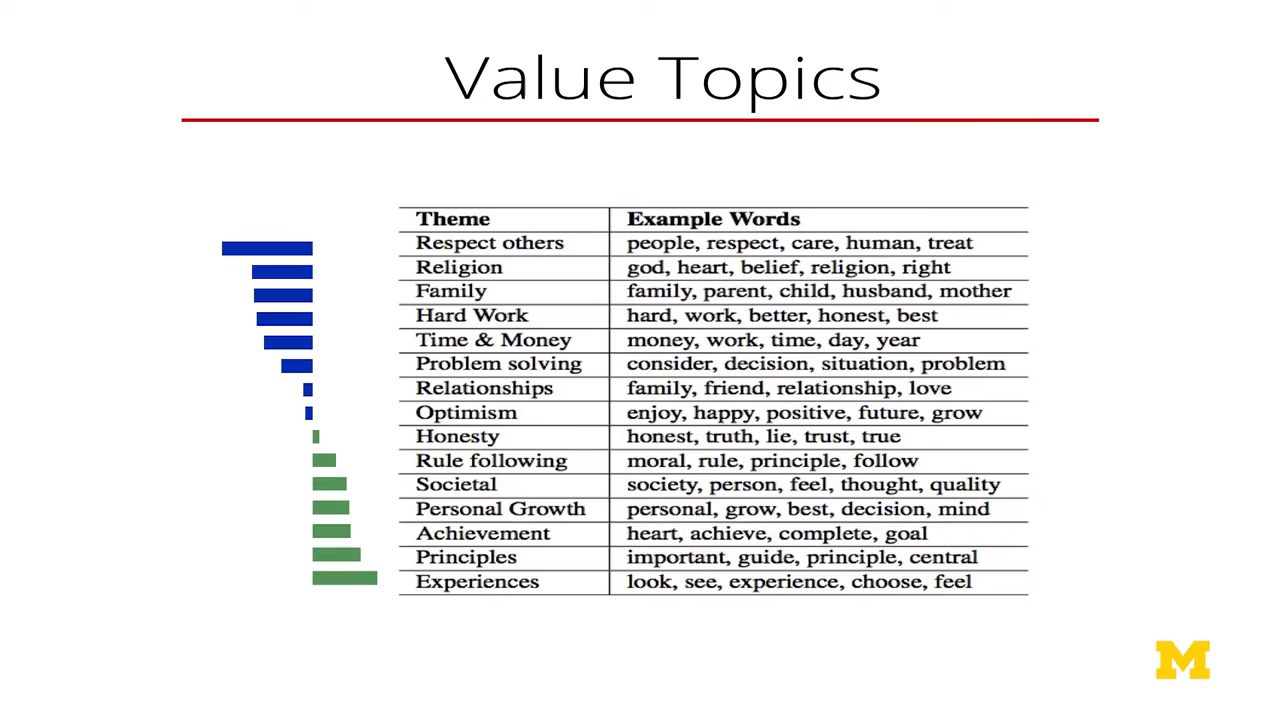 Value Topics
Theme Example Words
Respect others people, respect, care, human, treat
Religion god, heart, belief, religion, right
Family family, parent, child, husband, mother
Hard Work hard, work, better, honest, best
Time & Money money, work, time, day, year
Problem solving consider, decision, situation, problem
Relationships family, friend, relationship, love
Optimism enjoy, happy, positive, future, grow
Honesty honest, truth, lie, trust, true
Rule following moral, rule, principle, follow
Societal society, person, feel, thought, quality
Personal Growth personal, grow, best, decision, mind
Achievement heart, achieve, complete, goal
Principles important, guide, principle, central
Experiences look, see, experience, choose, feel
M